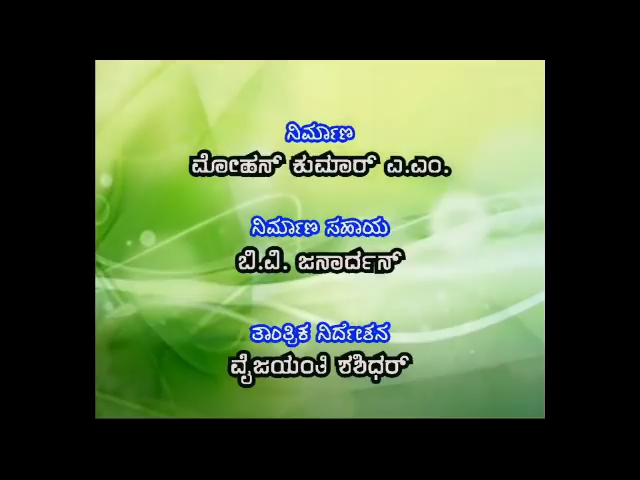 ನಿರ್ಮಾಣ
ಮೋಹನ್ ಕುಮಾರ್ ಎ.ಎಂ.
ನಿರ್ಮಾಣ ಸಹಾಯ
ಬಿ.ವಿ. ಜನಾರ್ದನ್
ತಾಂತ್ರಿಕ ನಿರ್ದೇಶನ
ವೈಜಯಂತಿ ಶಶಿಧರ್